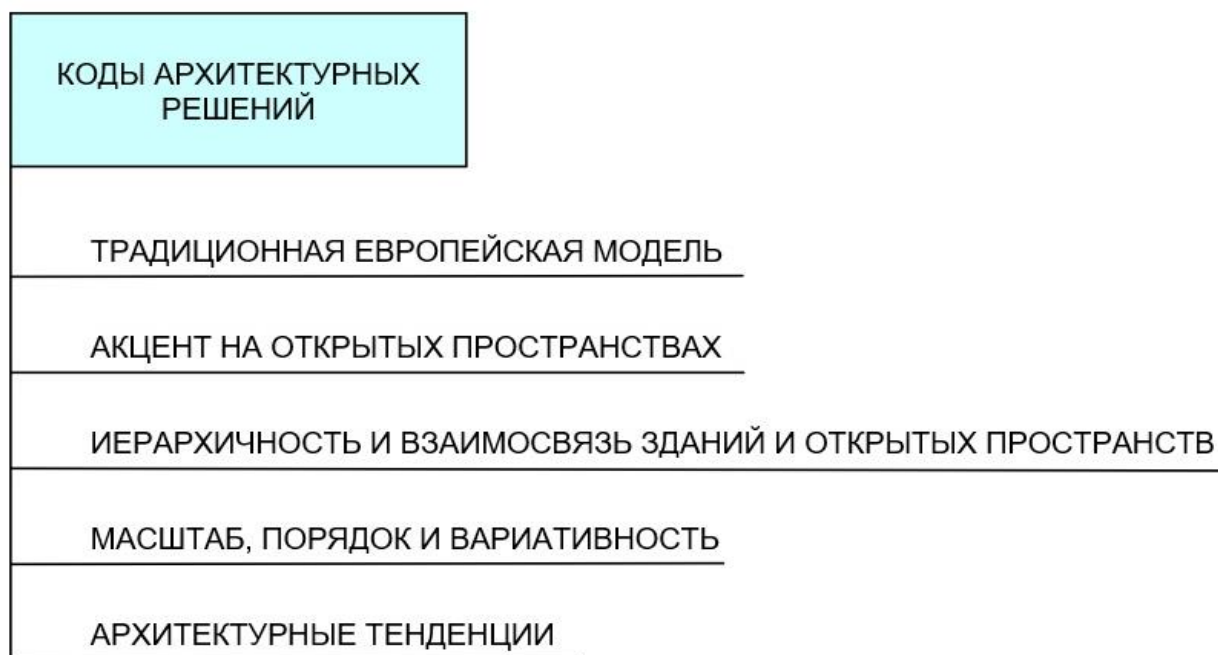 КОДЫ АРХИТЕКТУРНЫХ
РЕШЕНИЙ
ТРАДИЦИОННАЯ ЕВРОПЕЙСКАЯ МОДЕЛЬ
АКЦЕНТ НА ОТКРЫТЫХ ПРОСТРАНСТВАХ
ИЕРАРХИЧНОСТЬ И ВЗАИМОСВЯЗЬ ЗДАНИЙ И ОТКРЫТЫХ ПРОСТРАНСТВ
МАСШТАБ, ПОРЯДОК И ВАРИАТИВНОСТЬ
АРХИТЕКТУРНЫЕ ТЕНДЕНЦИИ